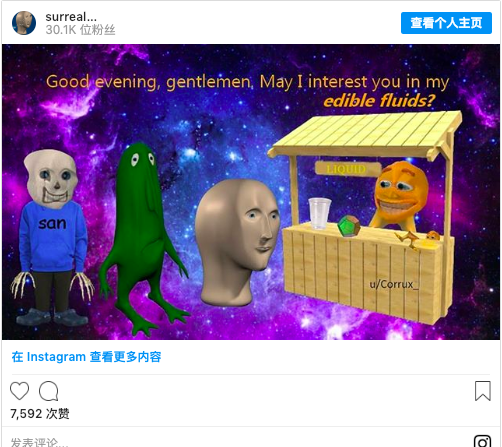 surreal...
30.1K 位粉丝
查看个人主页
Good evening, gentlemen, May I interest you in my
edible fluids?
LIQUID
san
u/Corrux_
在 Instagram 查看更多内容
7,592 次赞
发表评论...